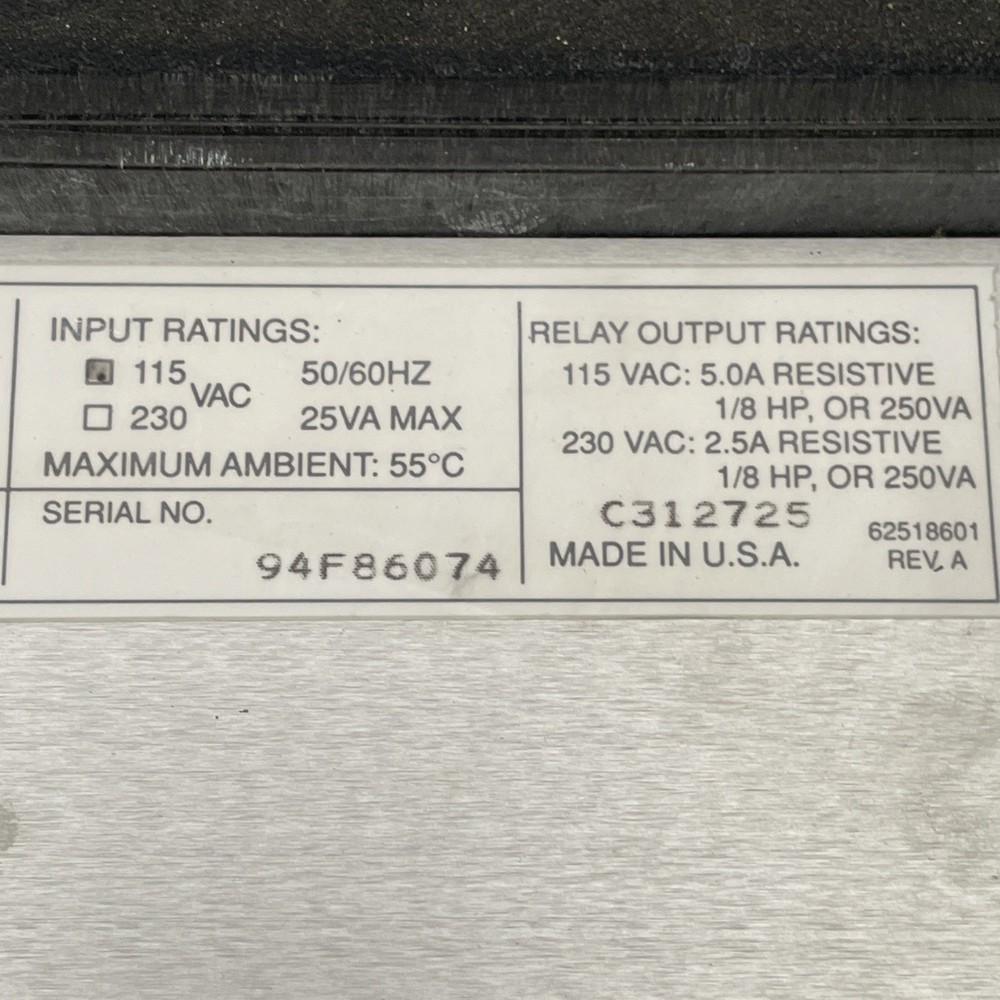 INPUT RATINGS:
115 VAC 50/60HZ
230 25VA MAX
MAXIMUM AMBIENT: 55°C
SERIAL NO.
94F86074
RELAY OUTPUT RATINGS:
115 VAC: 5.0A RESISTIVE
1/8 HP, OR 250VA
230 VAC: 2.5A RESISTIVE
1/8 HP, OR 250VA
C312725
MADE IN U.S.A.
62518601
REV. A